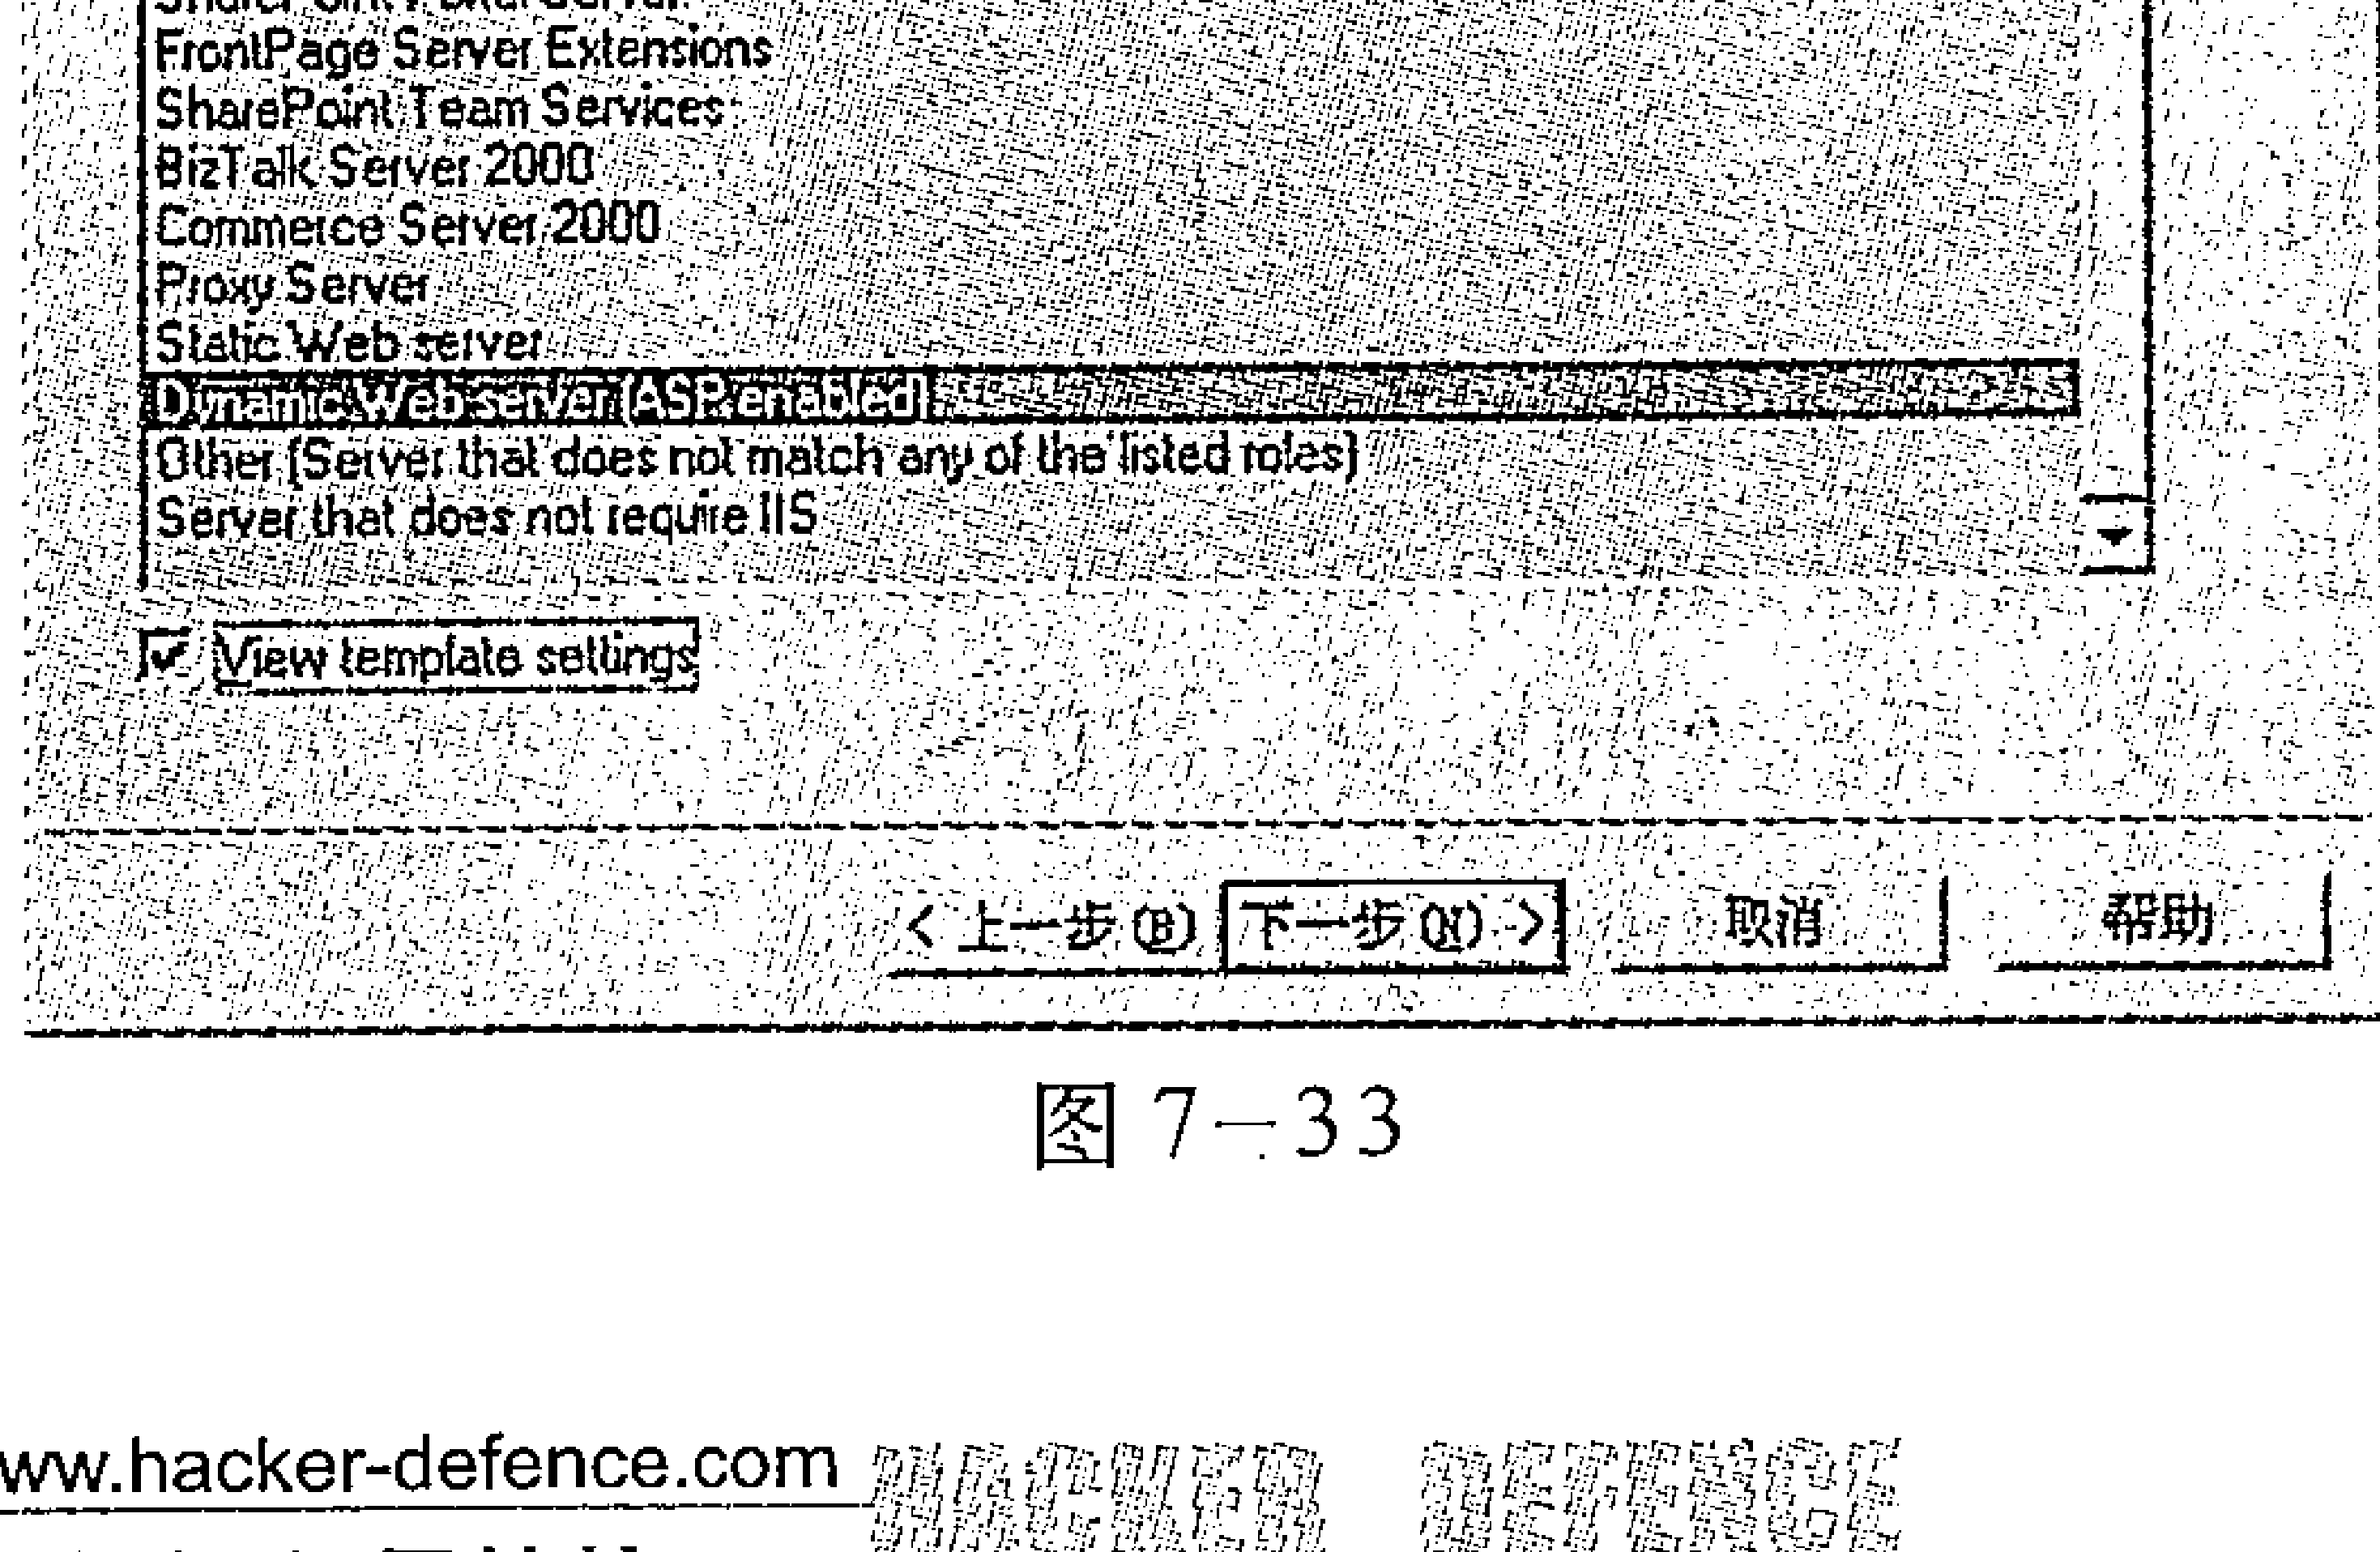 FrontPage Server Extensions
SharePoint Team Services
BizTalk Server 2000
Commerce Server 2000
Proxy Server
Static Web server
Dynamic Web server (ASP enabled)
Other (Server that does not match any of the listed roles)
Server that does not require IIS
View template settings
< 上一步(B) 下一步(N) > 取消 帮助
图 7-33
ww.hacker-defence.com HACKER DEFENCE